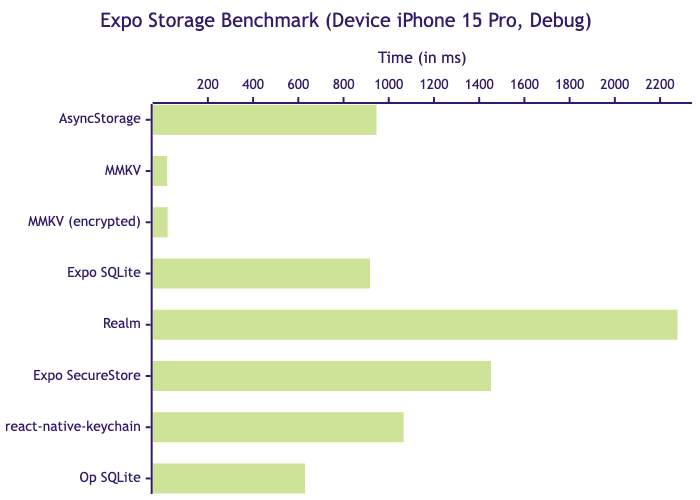 Expo Storage Benchmark (Device iPhone 15 Pro, Debug)
Time (in ms)
200 400 600 800 1000 1200 1400 1600 1800 2000 2200
AsyncStorage
MMKV
MMKV (encrypted)
Expo SQLite
Realm
Expo SecureStore
react-native-keychain
Op SQLite